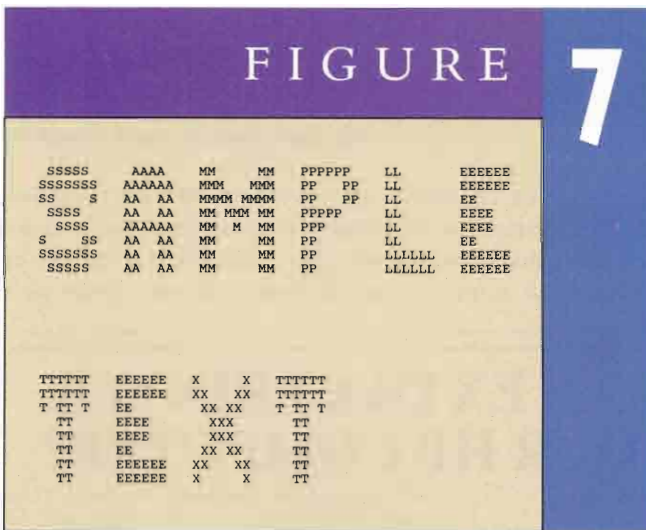 FIGURE 7
 SSSSS     AAAA    MM     MM   PPPPPP    LL       EEEEEE
SSSSSSSS  AAAAAA   MMM   MMM   PP   PP   LL       EEEEEE
SS    S   AA  AA   MMMM MMMM   PP   PP   LL       EE
 SSSS     AA  AA   MM MMM MM   PPPPP     LL       EEEE
  SSSS    AAAAAA   MM  M  MM   PPP       LL       EEEE
S    SS   AA  AA   MM     MM   PP        LL       EE
SSSSSSSS  AA  AA   MM     MM   PP        LLLLLL   EEEEEE
 SSSSS    AA  AA   MM     MM   PP        LLLLLL   EEEEEE
TTTTTT   EEEEEE   X     X   TTTTTT
TTTTTT   EEEEEE   XX   XX   TTTTTT
T TT T   EE        XX XX    T TT T
  TT     EEEE       XXX       TT
  TT     EEEE       XXX       TT
  TT     EE        XX XX      TT
  TT     EEEEEE   XX   XX     TT
  TT     EEEEEE   X     X     TT